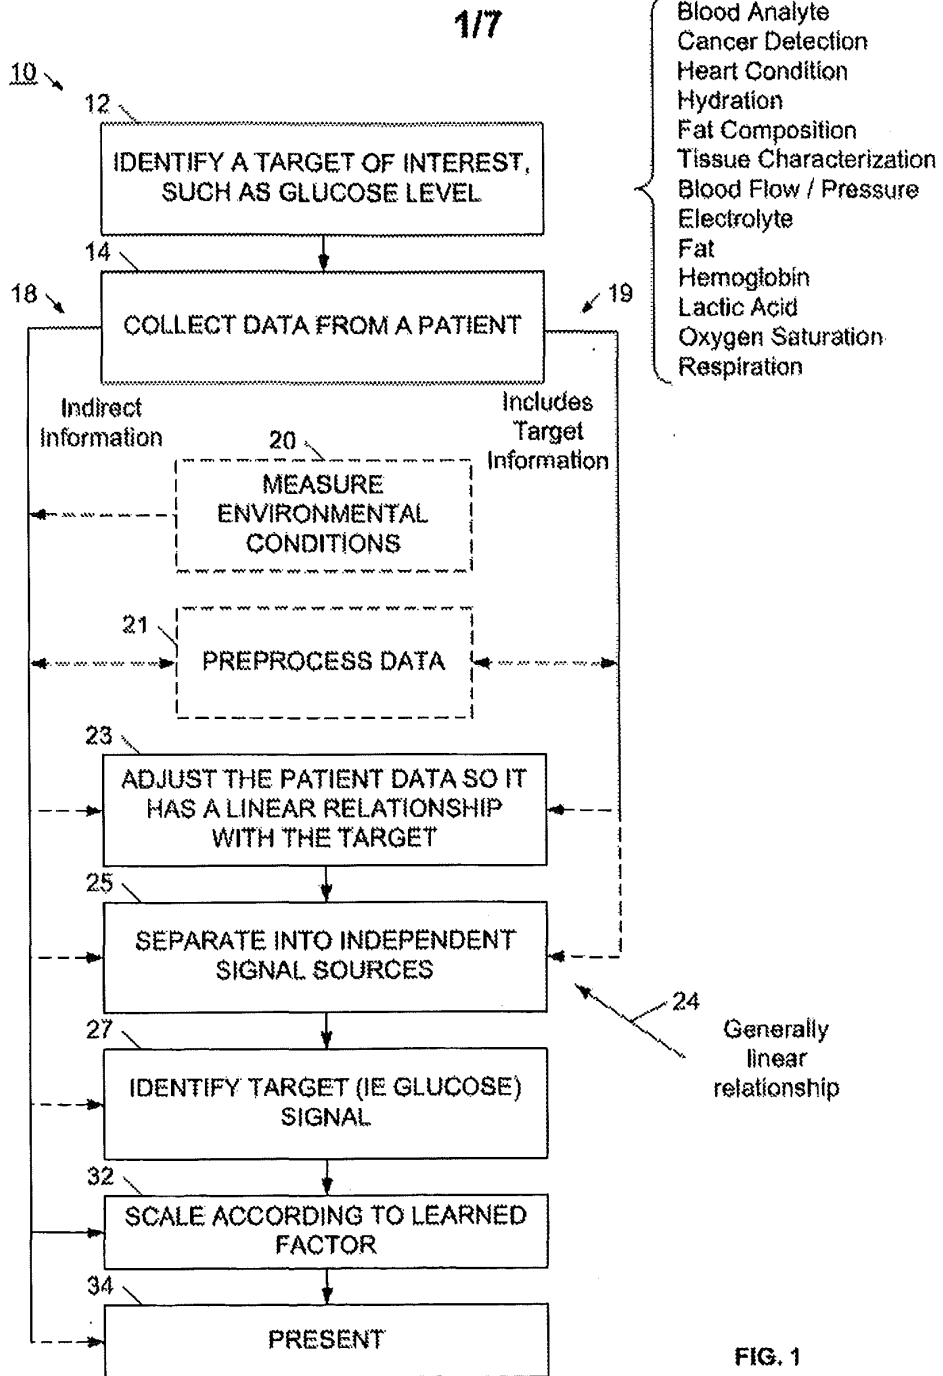 1/7
10
12
IDENTIFY A TARGET OF INTEREST,
SUCH AS GLUCOSE LEVEL
Blood Analyte
Cancer Detection
Heart Condition
Hydration
Fat Composition
Tissue Characterization
Blood Flow / Pressure
Electrolyte
Fat
Hemoglobin
Lactic Acid
Oxygen Saturation
Respiration
14
18
COLLECT DATA FROM A PATIENT
19
Indirect
Information
Includes
Target
Information
20
MEASURE
ENVIRONMENTAL
CONDITIONS
21
PREPROCESS DATA
23
ADJUST THE PATIENT DATA SO IT
HAS A LINEAR RELATIONSHIP
WITH THE TARGET
25
SEPARATE INTO INDEPENDENT
SIGNAL SOURCES
24
Generally
linear
relationship
27
IDENTIFY TARGET (IE GLUCOSE)
SIGNAL
32
SCALE ACCORDING TO LEARNED
FACTOR
34
PRESENT
FIG. 1